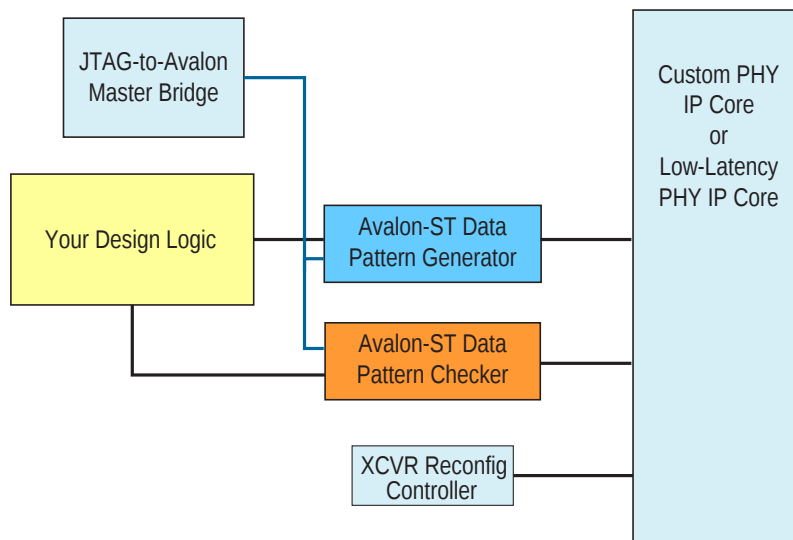 JTAG-to-Avalon
Master Bridge
Custom PHY
IP Core
or
Low-Latency
PHY IP Core
Your Design Logic
Avalon-ST Data
Pattern Generator
Avalon-ST Data
Pattern Checker
XCVR Reconfig
Controller